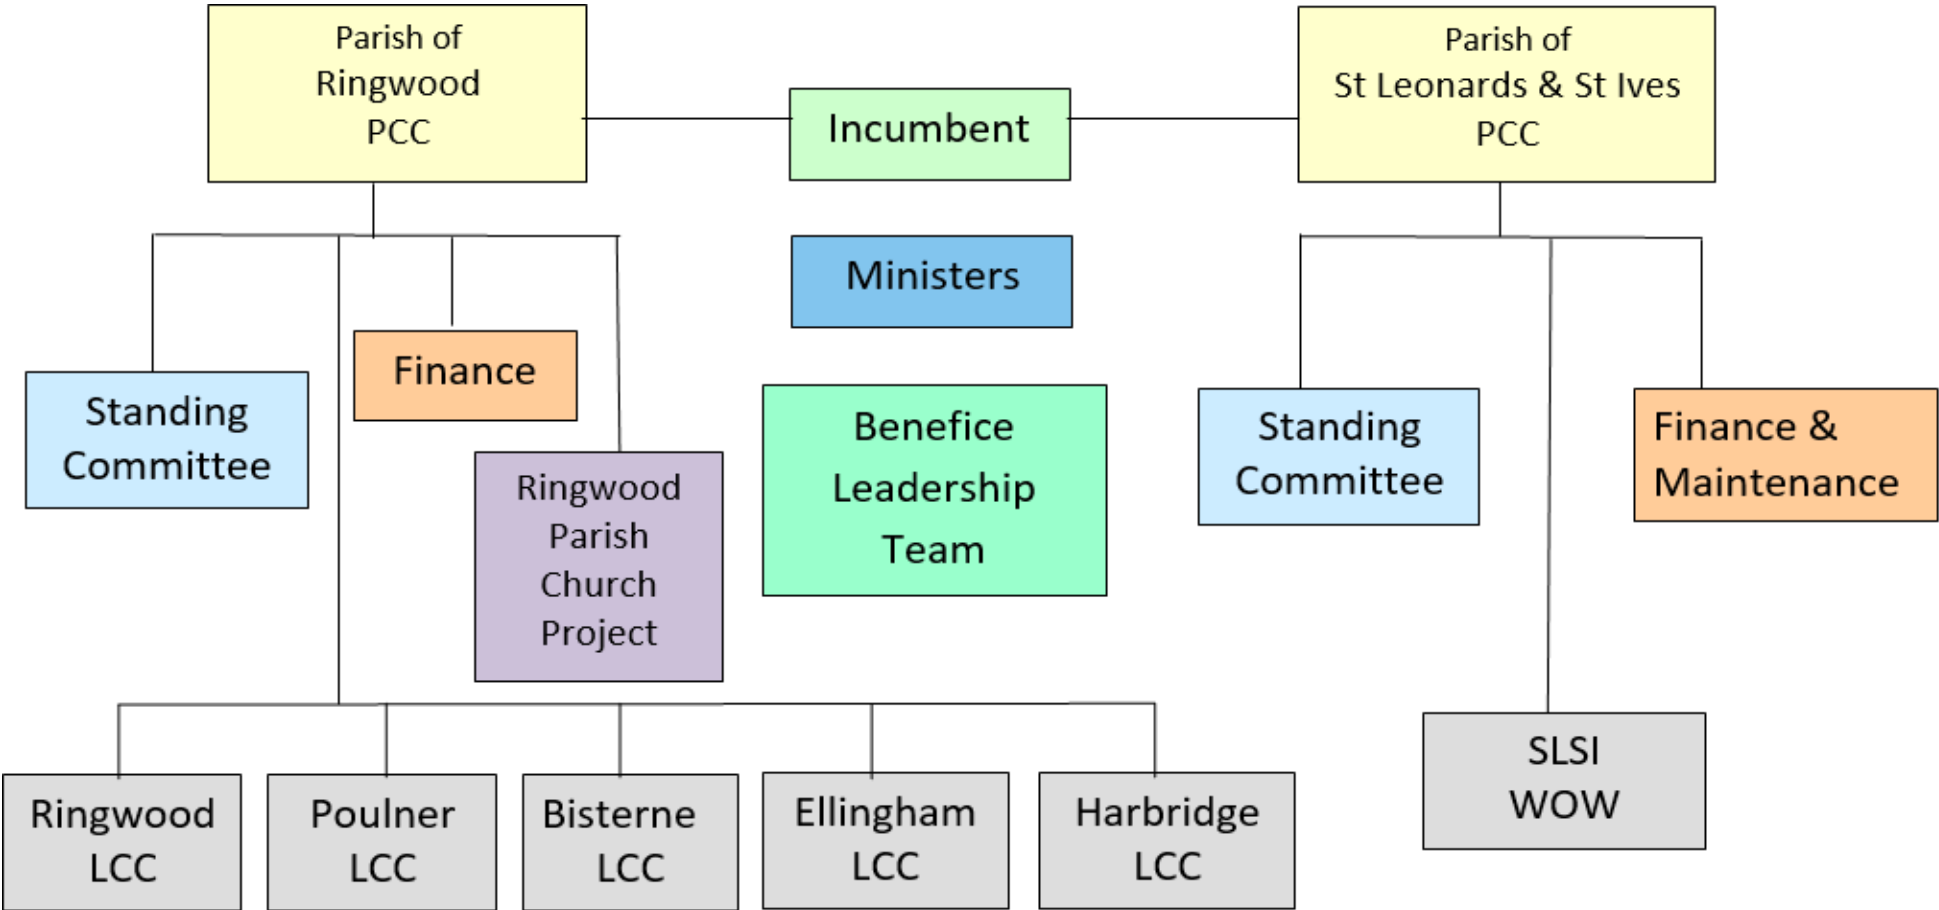 Parish of
Ringwood
PCC
Incumbent
Parish of
St Leonards & St Ives
PCC
Ministers
Standing
Committee
Finance
Ringwood
Parish
Church
Project
Benefice
Leadership
Team
Standing
Committee
Finance &
Maintenance
Ringwood
LCC
Poulner
LCC
Bisterne
LCC
Ellingham
LCC
Harbridge
LCC
SLSI
WOW